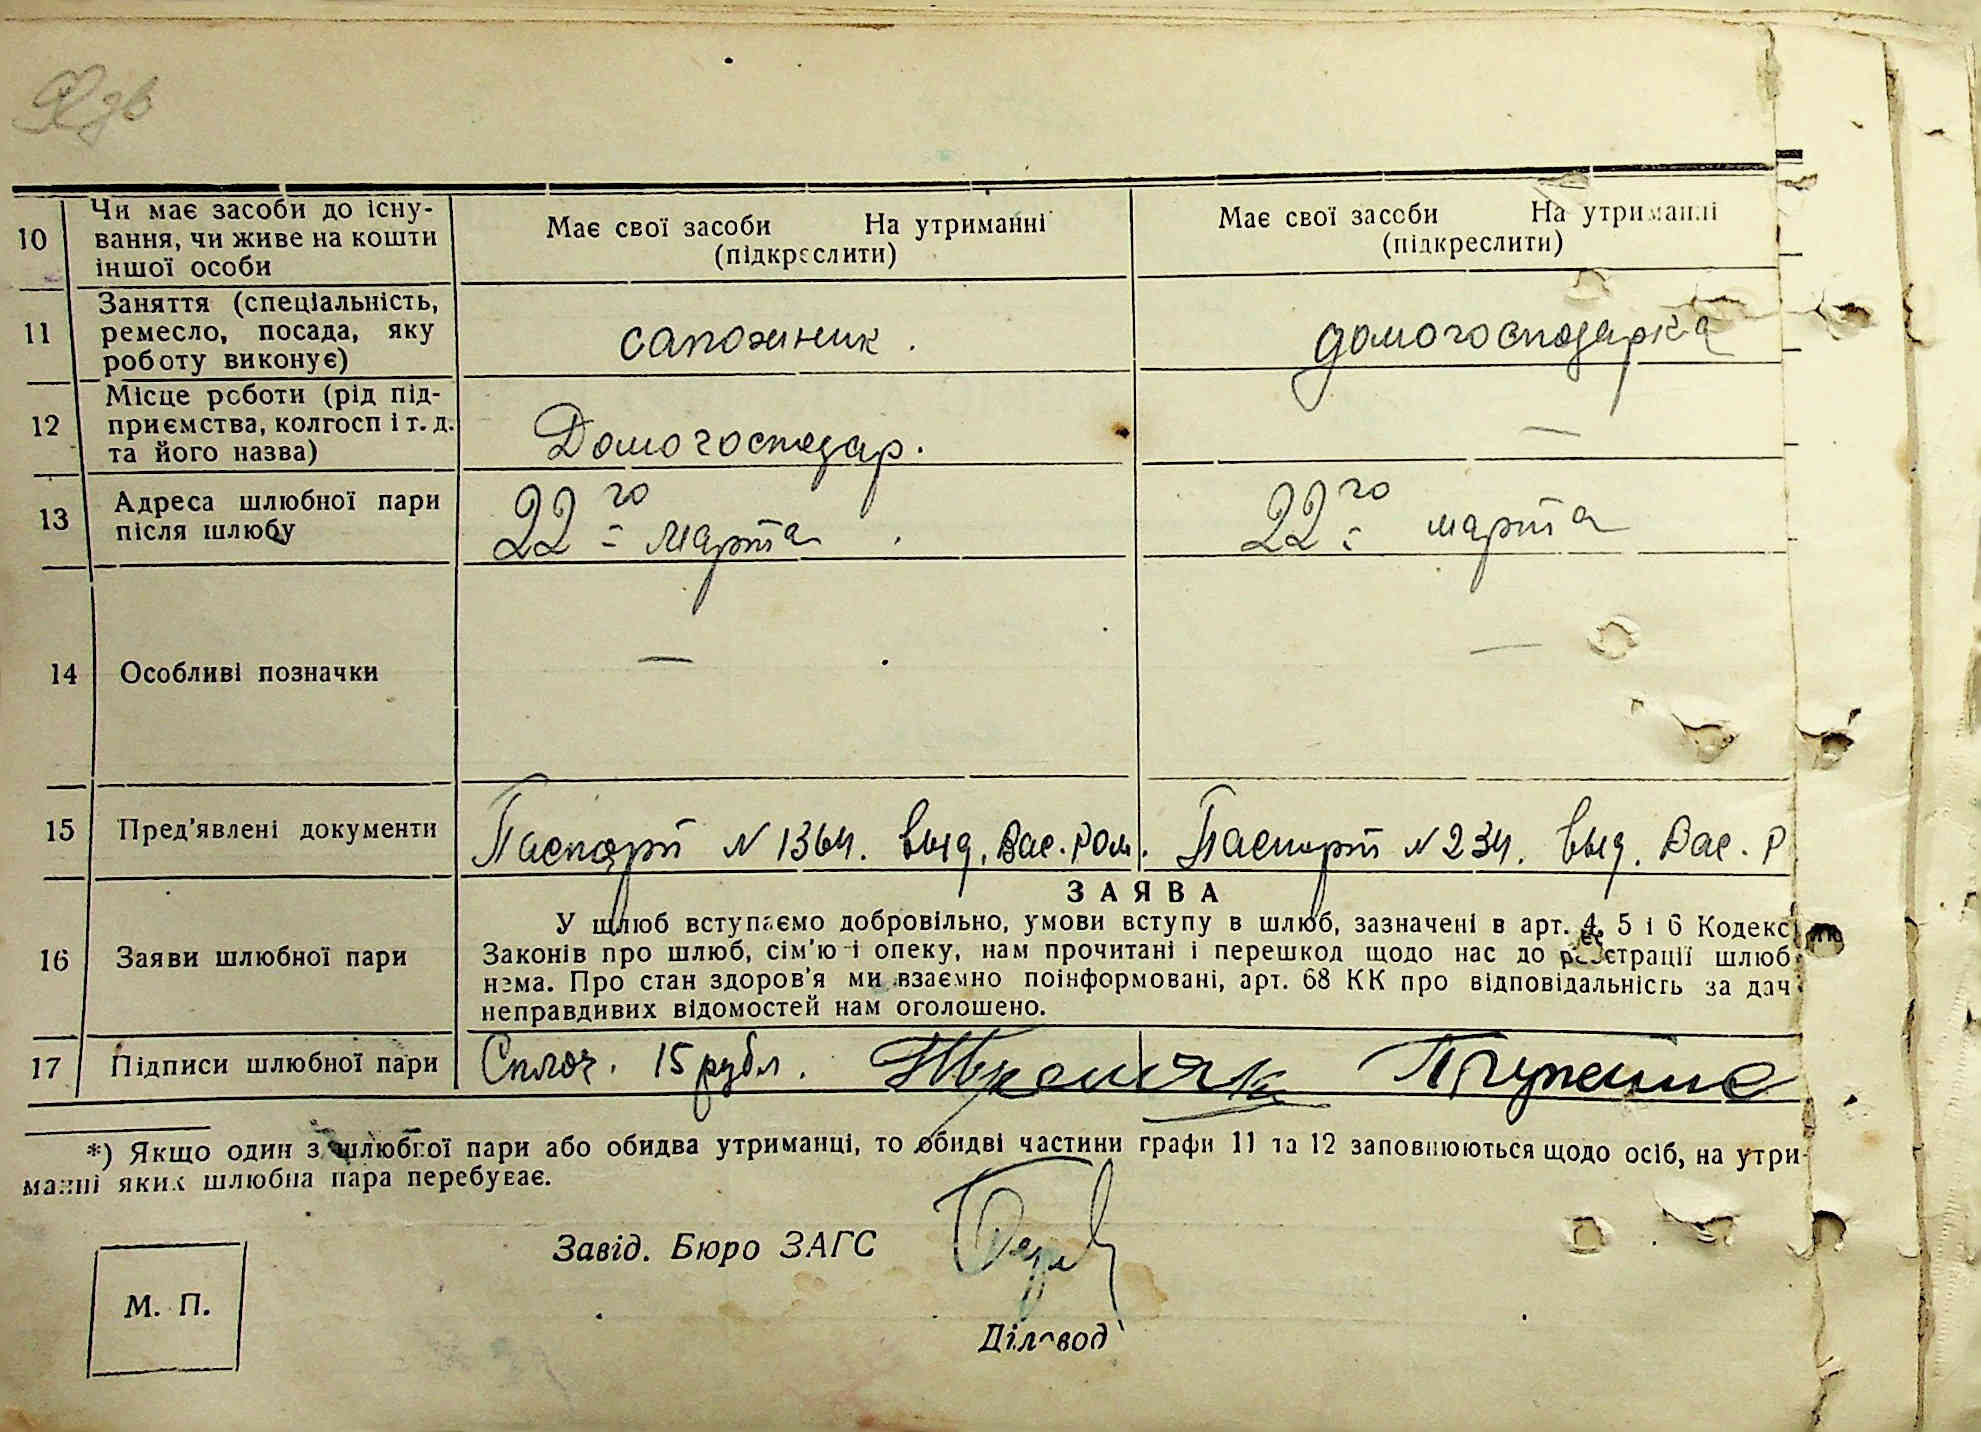 10
Чи має засоби до існу-
вання, чи живе на кошти
іншої особи
Має свої засоби На утриманні
(підкреслити)
Має свої засоби На утриманні
(підкреслити)
11
Заняття (спеціальність,
ремесло, посада, яку
роботу виконує)
сапожник.
домогосподарка
12
Місце роботи (рід під-
приємства, колгосп і т. д.
та його назва)
Домогосподар.
—
13
Адреса шлюбної пари
після шлюбу
22го марта.
22го марта
14
Особливі позначки
—
—
15
Пред'явлені документи
Паспорт N 1364. выд. Вас. Ром.
Паспорт N 234. выд. Вас. Р
16
Заяви шлюбної пари
ЗАЯВА
У шлюб вступаємо добровільно, умови вступу в шлюб, зазначені в арт. 4, 5 і 6 Кодекс
Законів про шлюб, сім'ю і опеку, нам прочитані і перешкод щодо нас до реєстрації шлюб
нема. Про стан здоров'я ми взаємно поінформовані, арт. 68 КК про відповідальність за дач
неправдивих відомостей нам оголошено.
17
Підписи шлюбної пари
Сплоч. 15 рубл.
*) Якщо один з шлюбної пари або обидва утриманці, то обидві частини графи 11 та 12 заповнюються щодо осіб, на утри-
манні яких шлюбна пара перебуває.
Завід. Бюро ЗАГС
М. П.
Діловод